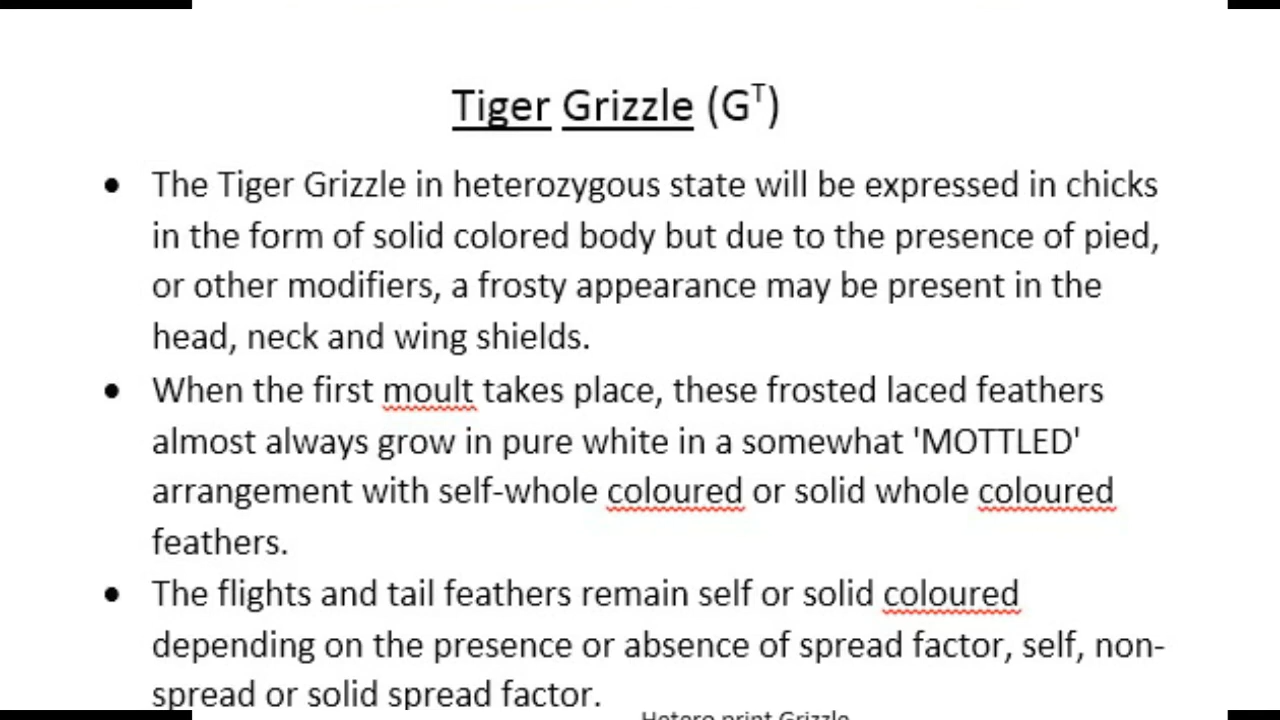 Tiger Grizzle (Gᵀ)
• The Tiger Grizzle in heterozygous state will be expressed in chicks
in the form of solid colored body but due to the presence of pied,
or other modifiers, a frosty appearance may be present in the
head, neck and wing shields.
• When the first moult takes place, these frosted laced feathers
almost always grow in pure white in a somewhat 'MOTTLED'
arrangement with self-whole coloured or solid whole coloured
feathers.
• The flights and tail feathers remain self or solid coloured
depending on the presence or absence of spread factor, self, non-
spread or solid spread factor.
Hetero print Grizzle